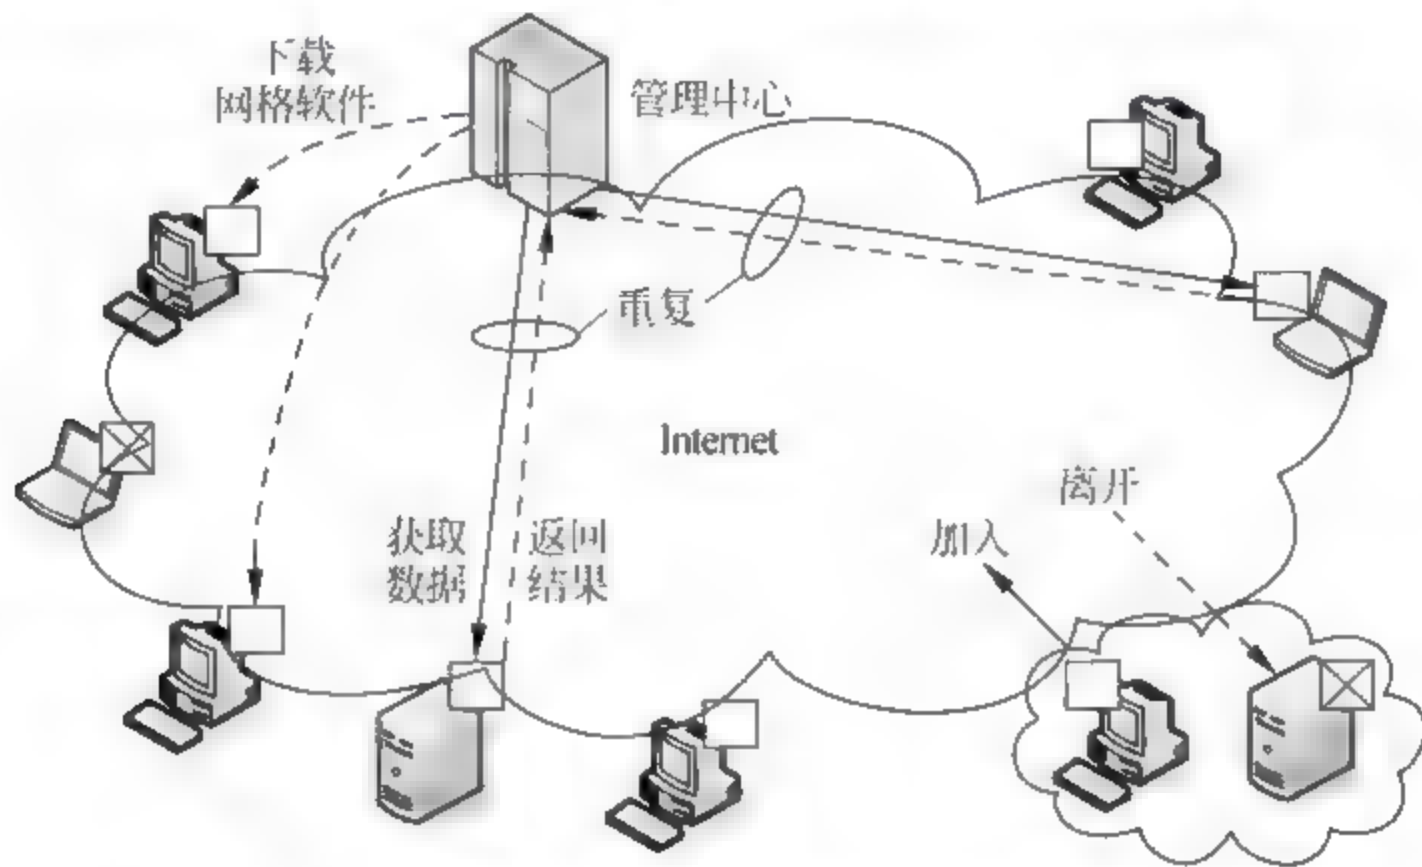 下载
网格软件
管理中心
重复
Internet
离开
加入
获取
数据
返回
结果